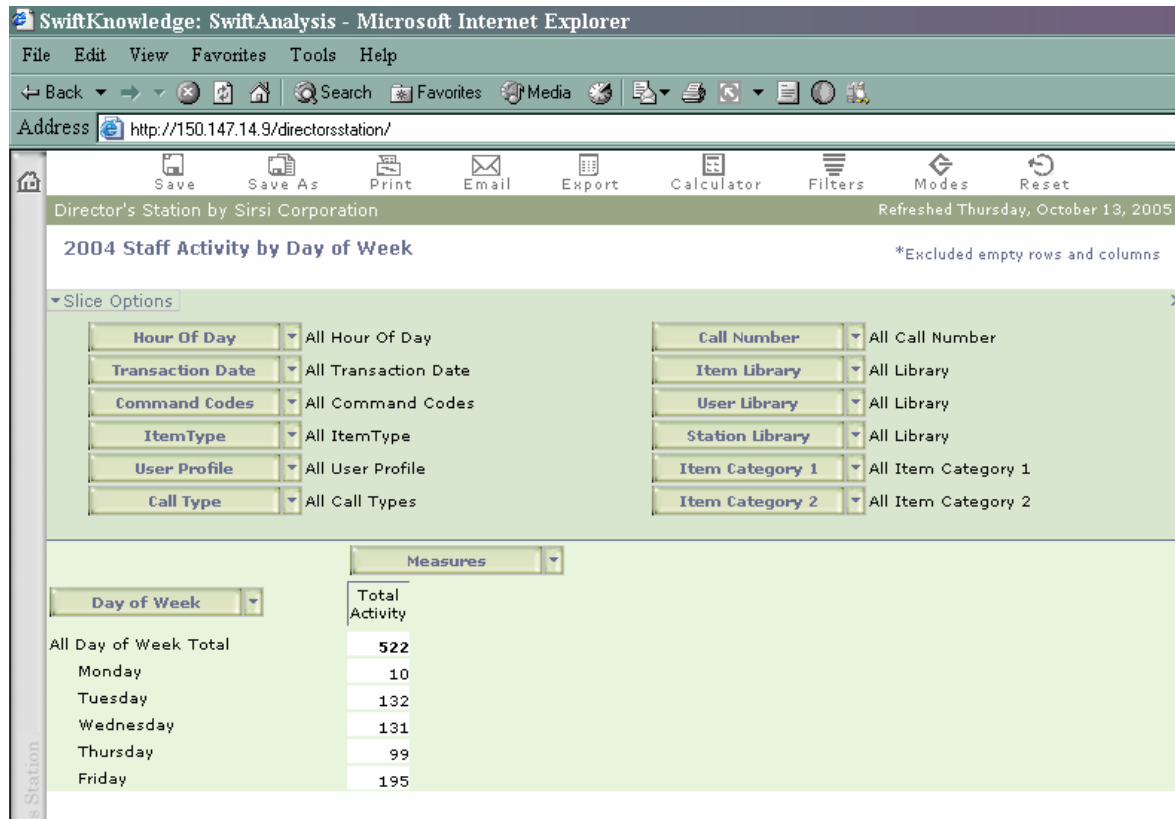 SwiftKnowledge: SwiftAnalysis - Microsoft Internet Explorer
File Edit View Favorites Tools Help
Back Search Favorites Media
Address http://150.147.14.9/directorsstation/
Save Save As Print Email Export Calculator Filters Modes Reset
Director's Station by Sirsi Corporation Refreshed Thursday, October 13, 2005
2004 Staff Activity by Day of Week *Excluded empty rows and columns
Slice Options
Hour Of Day All Hour Of Day Call Number All Call Number
Transaction Date All Transaction Date Item Library All Library
Command Codes All Command Codes User Library All Library
ItemType All ItemType Station Library All Library
User Profile All User Profile Item Category 1 All Item Category 1
Call Type All Call Types Item Category 2 All Item Category 2
Measures
Day of Week Total Activity
All Day of Week Total 522
Monday 10
Tuesday 132
Wednesday 131
Thursday 99
Friday 195
s Station